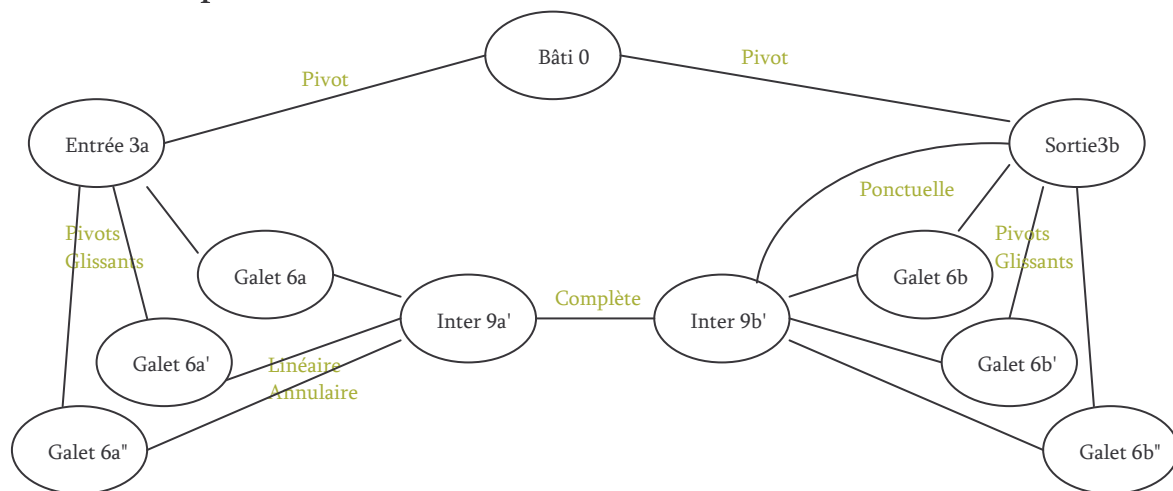 Bâti 0
Pivot
Pivot
Entrée 3a
Sortie3b
Ponctuelle
Pivots
Glissants
Pivots
Glissants
Galet 6a
Galet 6b
Complète
Inter 9a'
Inter 9b'
Galet 6a'
Linéaire
Annulaire
Galet 6b'
Galet 6a"
Galet 6b"